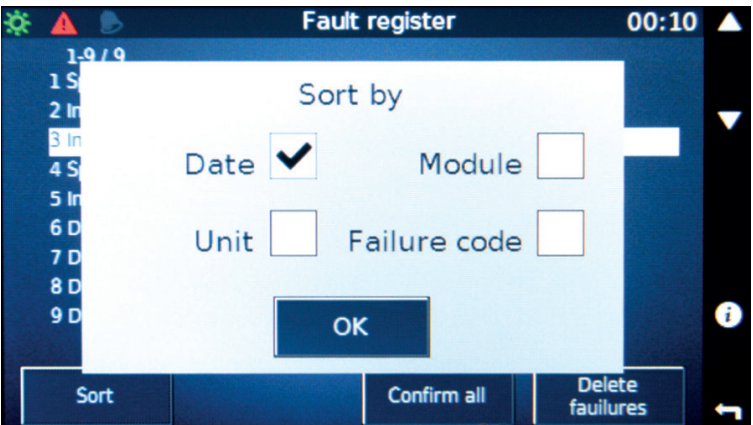 Fault register 00:10
1-9 / 9
1 S
2 In
3 In
4 S
5 In
6 D
7 D
8 D
9 D
Sort by
Date Module
Unit Failure code
OK
Sort Confirm all Delete
fauilures